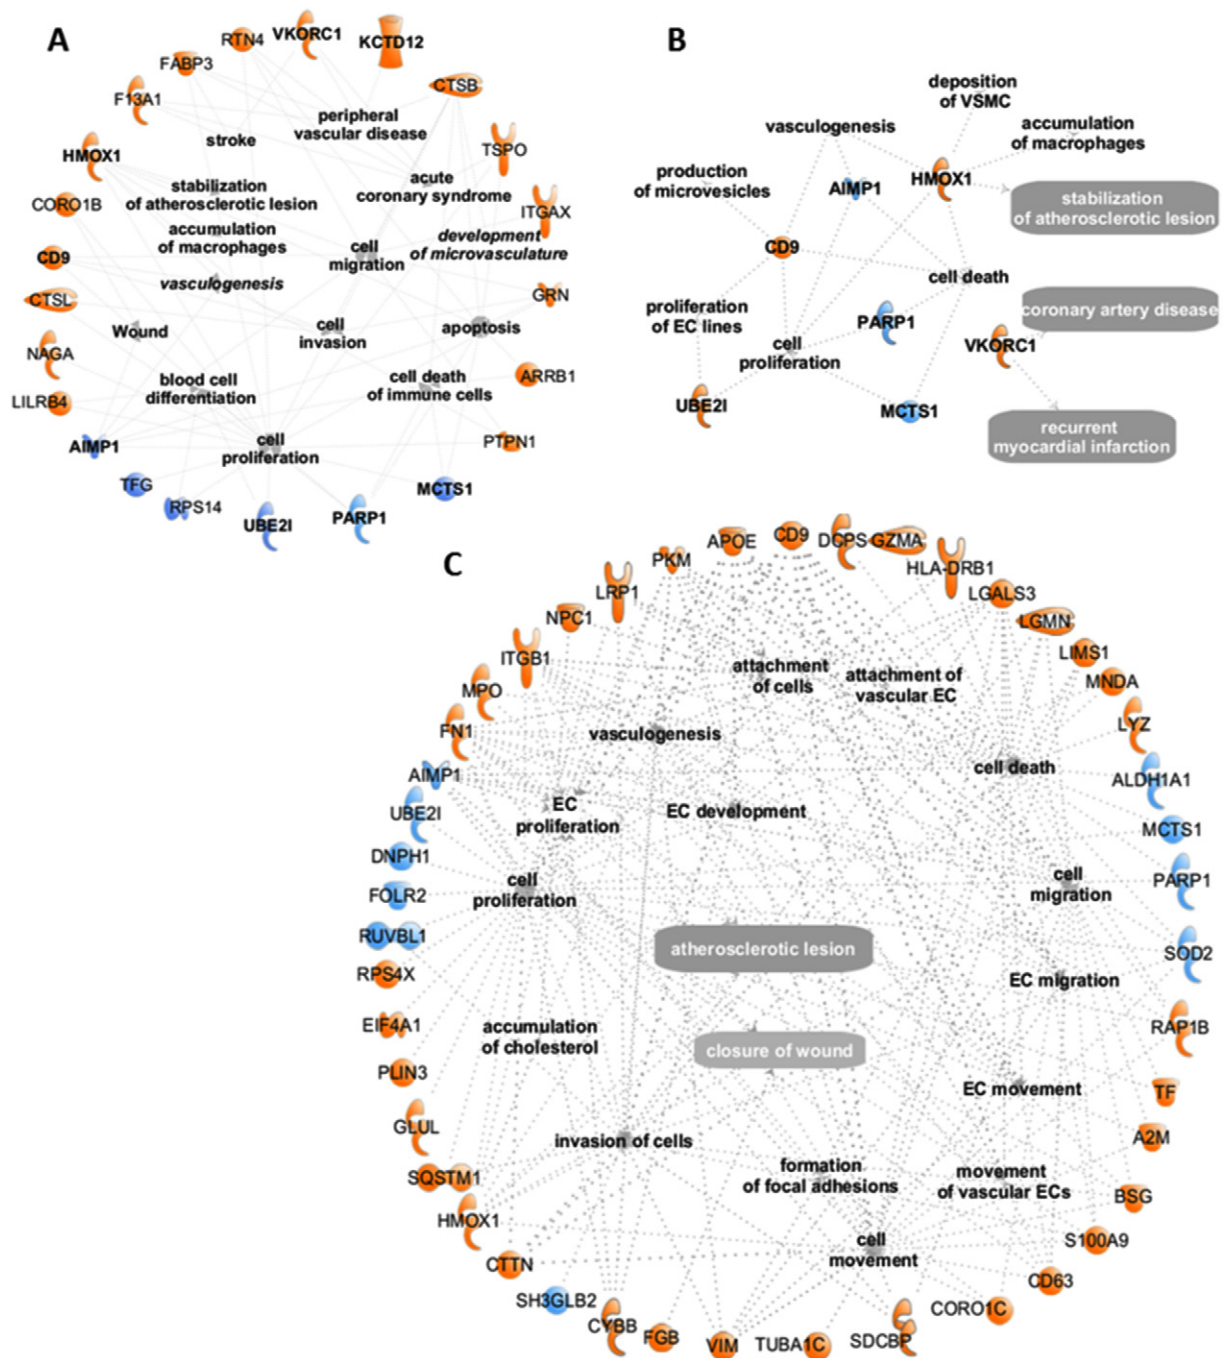 A
RTN4
VKORC1
KCTD12
FABP3
CTSB
F13A1
peripheral
vascular disease
stroke
TSPO
HMOX1
acute
coronary syndrome
stabilization
of atherosclerotic lesion
CORO1B
ITGAX
accumulation
of macrophages
development
of microvasculature
cell
migration
CD9
vasculogenesis
CTSL
GRN
Wound
cell
invasion
apoptosis
NAGA
blood cell
differentiation
cell death
of immune cells
ARRB1
LILRB4
AIMP1
cell
proliferation
PTPN1
TFG
MCTS1
RPS14
UBE2I
PARP1
B
deposition
of VSMC
vasculogenesis
accumulation
of macrophages
production
of microvesicles
AIMP1
HMOX1
stabilization
of atherosclerotic lesion
CD9
cell death
proliferation
of EC lines
PARP1
coronary artery disease
cell
proliferation
VKORC1
UBE2I
MCTS1
recurrent
myocardial infarction
C
PKM
APOE
CD9
DCPS
GZMA
HLA-DRB1
LRP1
LGALS3
NPC1
LGMN
ITGB1
LIMS1
attachment
of cells
attachment of
vascular EC
MPO
MNDA
FN1
vasculogenesis
LYZ
AIMP1
cell death
ALDH1A1
UBE2I
EC
proliferation
EC development
MCTS1
DNPH1
cell
proliferation
cell
migration
PARP1
FOLR2
RUVBL1
atherosclerotic lesion
SOD2
RPS4X
EC migration
EIF4A1
accumulation
of cholesterol
closure of wound
RAP1B
PLIN3
EC movement
TF
GLUL
invasion of cells
A2M
SQSTM1
formation
of focal adhesions
movement
of vascular ECs
BSG
HMOX1
cell
movement
S100A9
CTTN
CD63
SH3GLB2
CYBB
FGB
VIM
TUBA1C
SDCBP
CORO1C